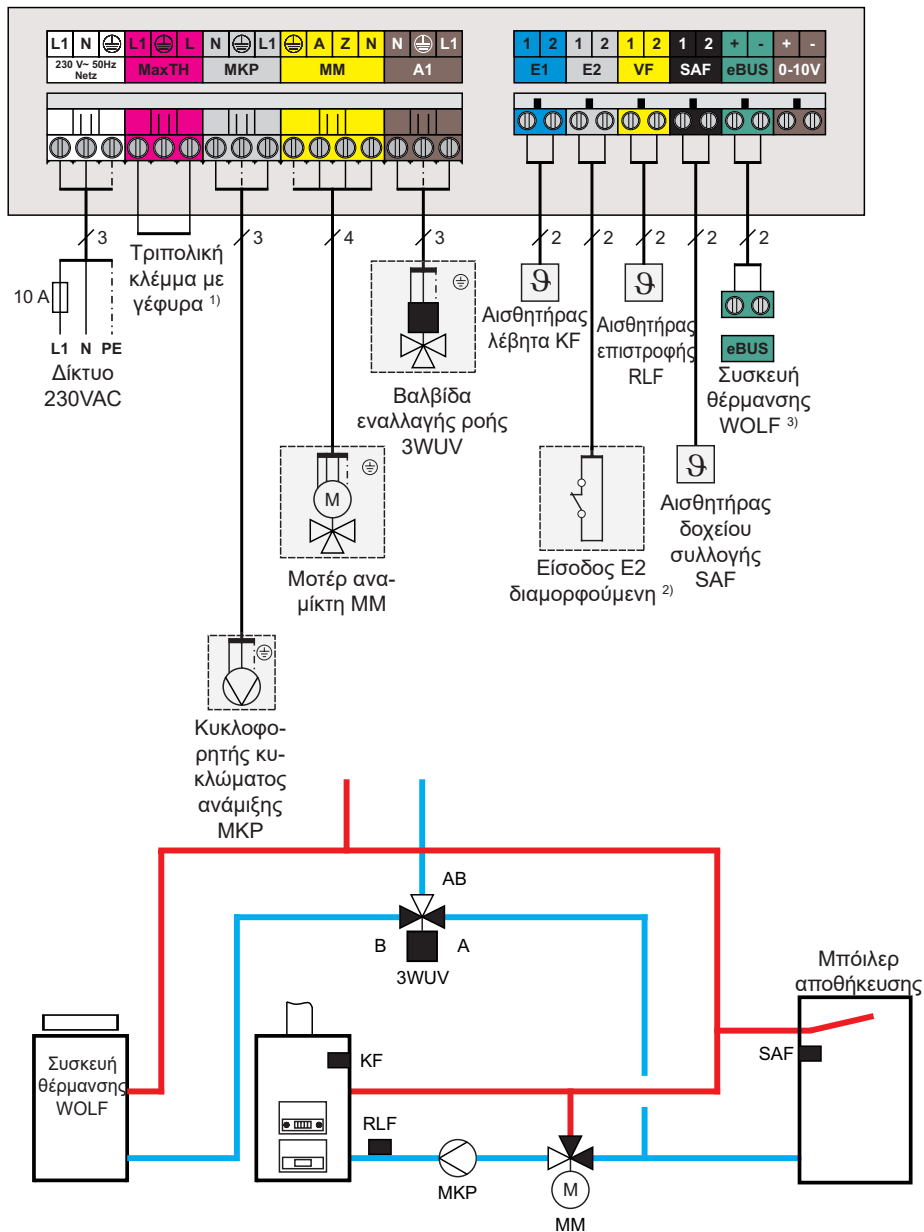 L1 N L1 L N L1 A Z N N L1
230 V~ 50Hz
Netz
MaxTH MKP MM A1
1 2 1 2 1 2 1 2 + - + -
E1 E2 VF SAF eBUS 0-10V
3
3
4
3
2
2
2
2
2
Τριπολική
κλέμμα με
γέφυρα 1)
10 A
L1 N PE
Δίκτυο
230VAC
Βαλβίδα
εναλλαγής ροής
3WUV
ϑ
Αισθητήρας
λέβητα KF
ϑ
Αισθητήρας
επιστροφής
RLF
eBUS
Συσκευή
θέρμανσης
WOLF 3)
M
Μοτέρ ανα-
μίκτη MM
Είσοδος E2
διαμορφούμενη 2)
ϑ
Αισθητήρας
δοχείου
συλλογής
SAF
Κυκλοφο-
ρητής κυ-
κλώματος
ανάμιξης
MKP
AB
B A
3WUV
Μπόιλερ
αποθήκευσης
Συσκευή
θέρμανσης
WOLF
KF
SAF
RLF
MKP
M
MM